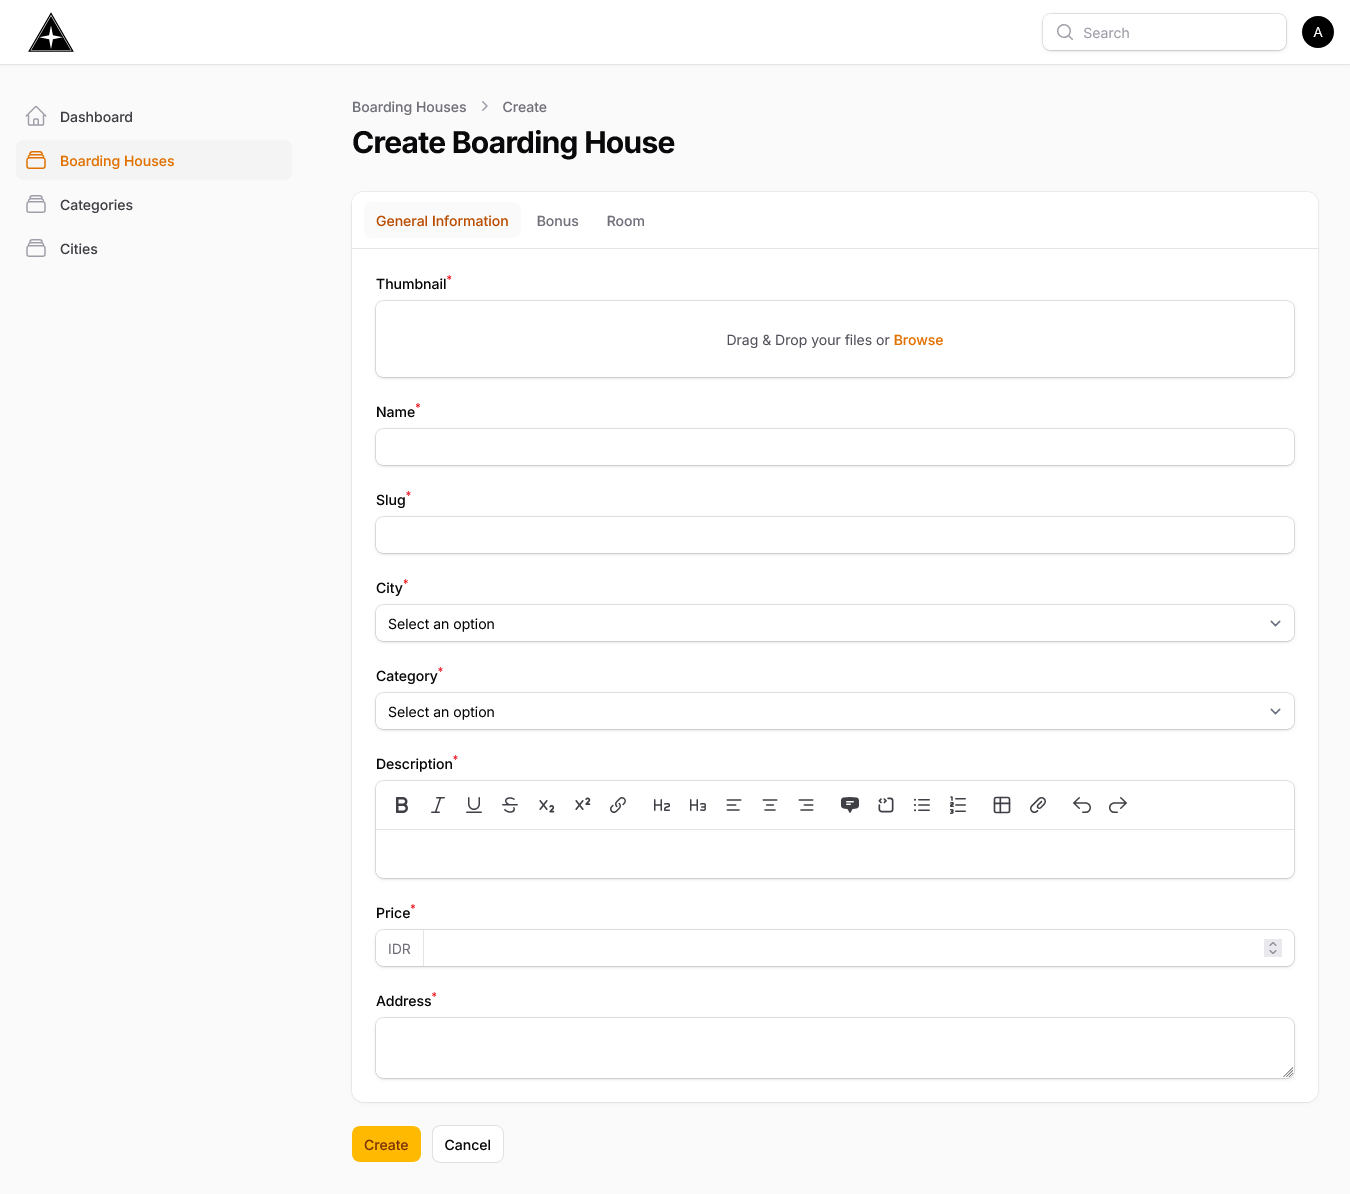 Search
A
Dashboard
Boarding Houses
Categories
Cities
Boarding Houses > Create
Create Boarding House
General Information Bonus Room
Thumbnail*
Drag & Drop your files or Browse
Name*
Slug*
City*
Select an option
Category*
Select an option
Description*
B I U S X₂ X² H2 H3
Price*
IDR
Address*
Create Cancel